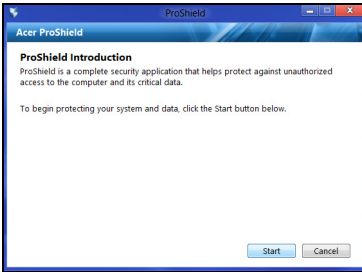 ProShield
Acer ProShield
ProShield Introduction
ProShield is a complete security application that helps protect against unauthorized
access to the computer and its critical data.
To begin protecting your system and data, click the Start button below.
Start
Cancel